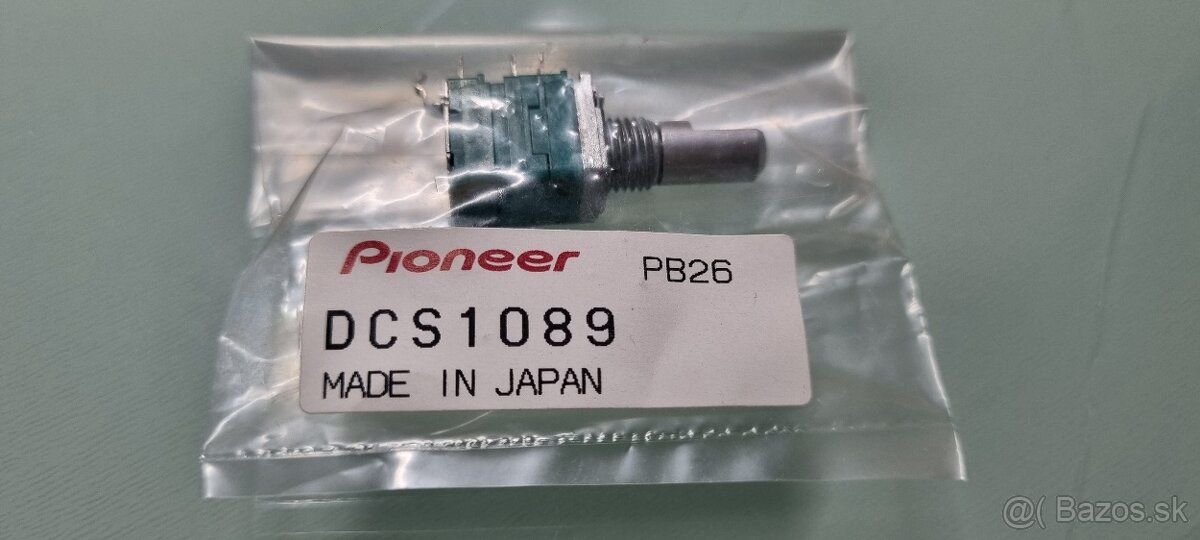 Pioneer PB26
DCS1089
MADE IN JAPAN
@( Bazos.sk